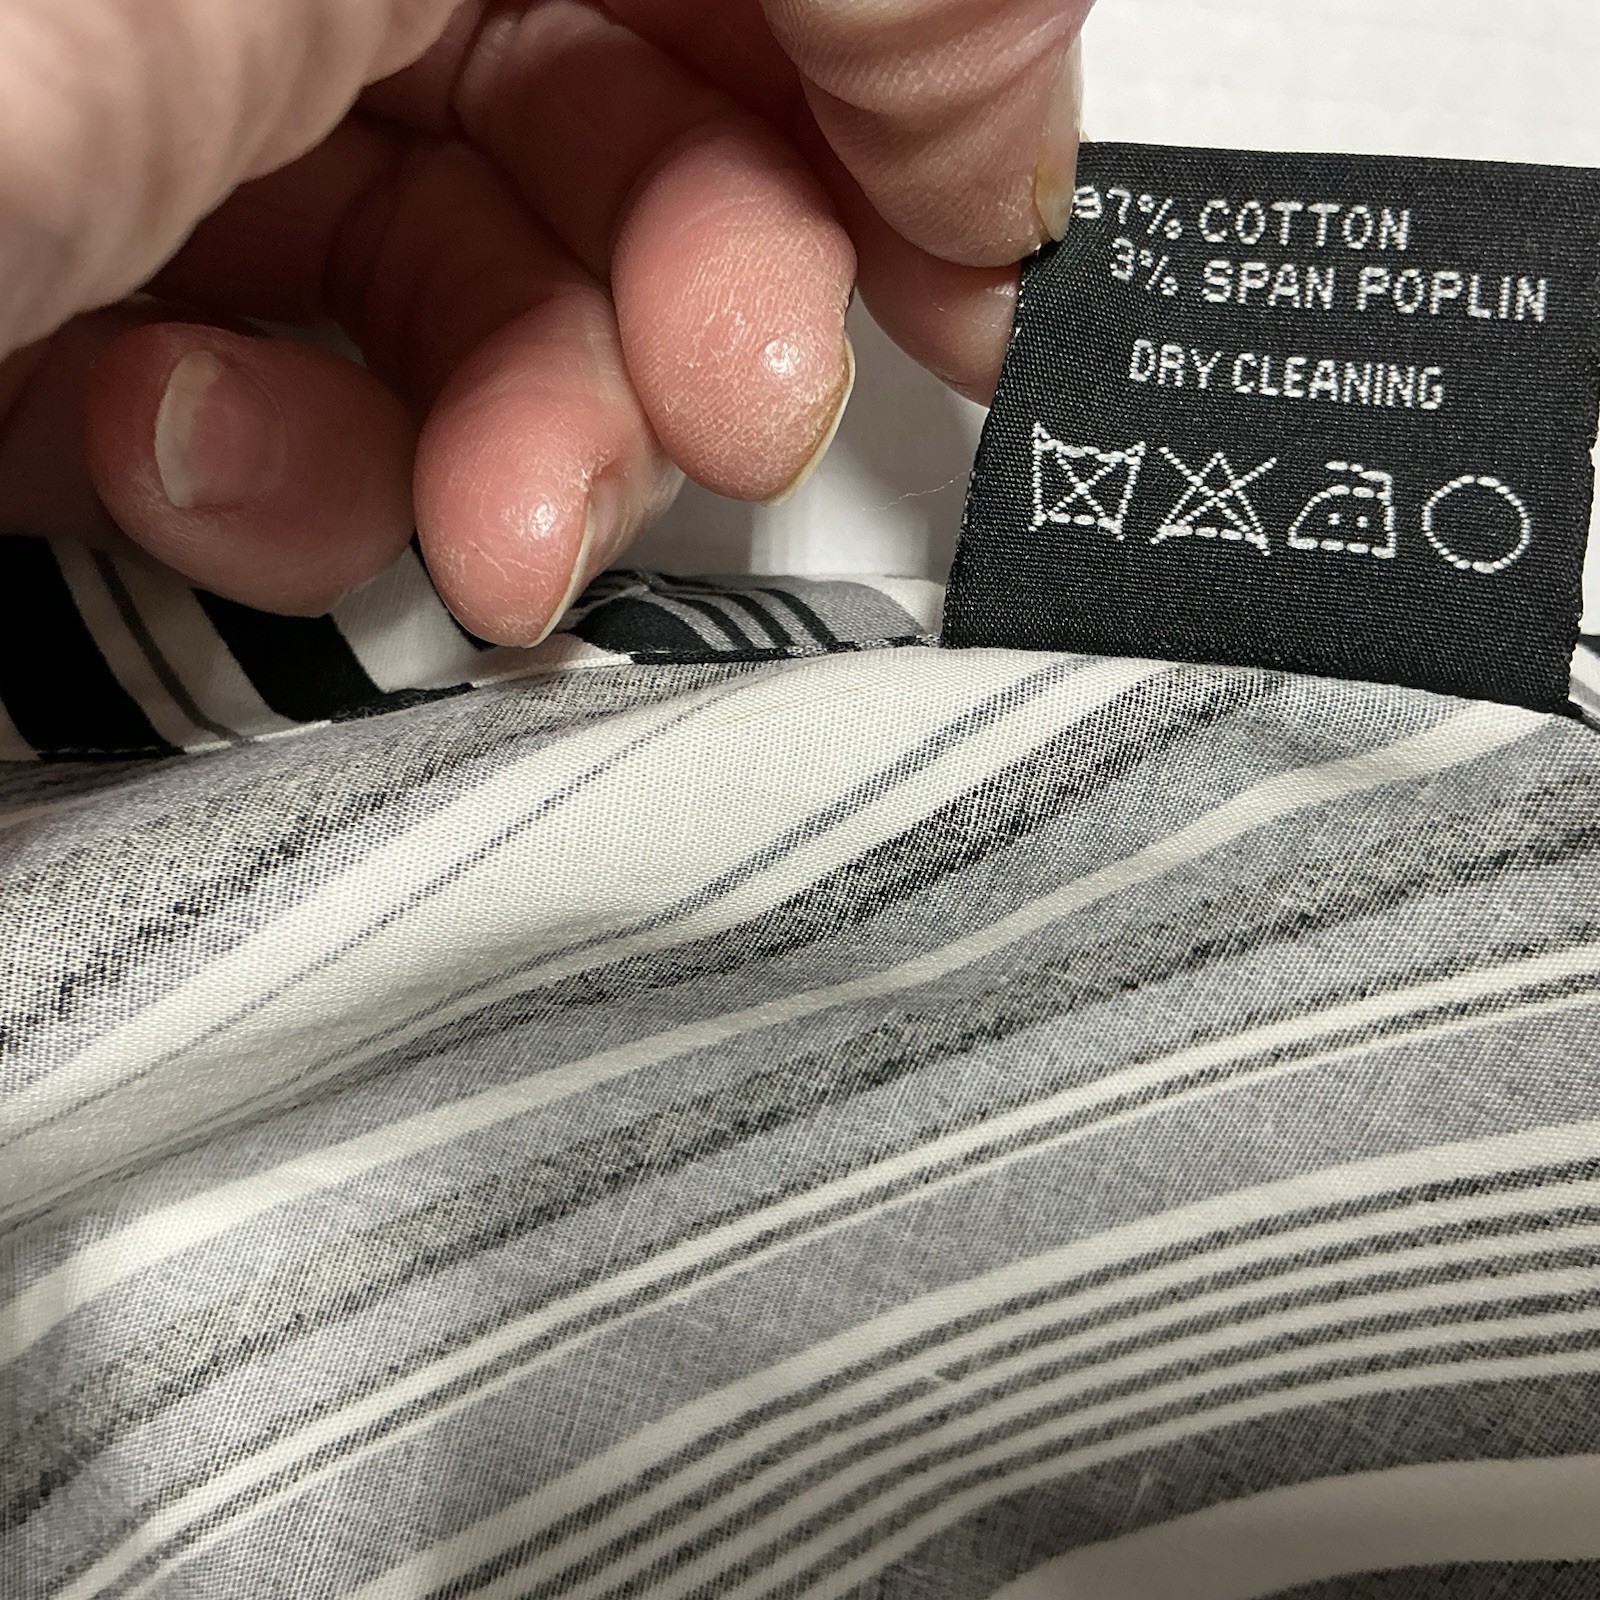 97% COTTON
3% SPAN POPLIN
DRY CLEANING